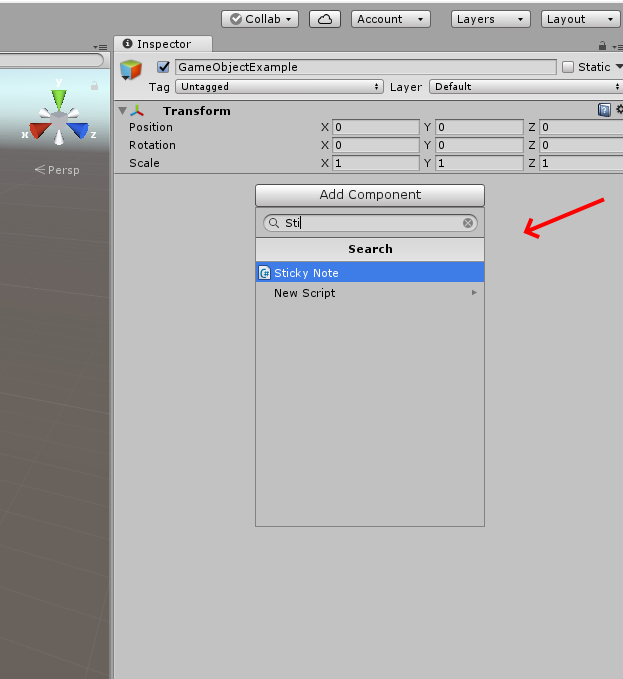 Collab Account Layers Layout
Inspector
GameObjectExample Static
Tag Untagged Layer Default
Transform
Position X 0 Y 0 Z 0
Rotation X 0 Y 0 Z 0
Scale X 1 Y 1 Z 1
y
x z
Persp
Add Component
Sti
Search
Sticky Note
New Script